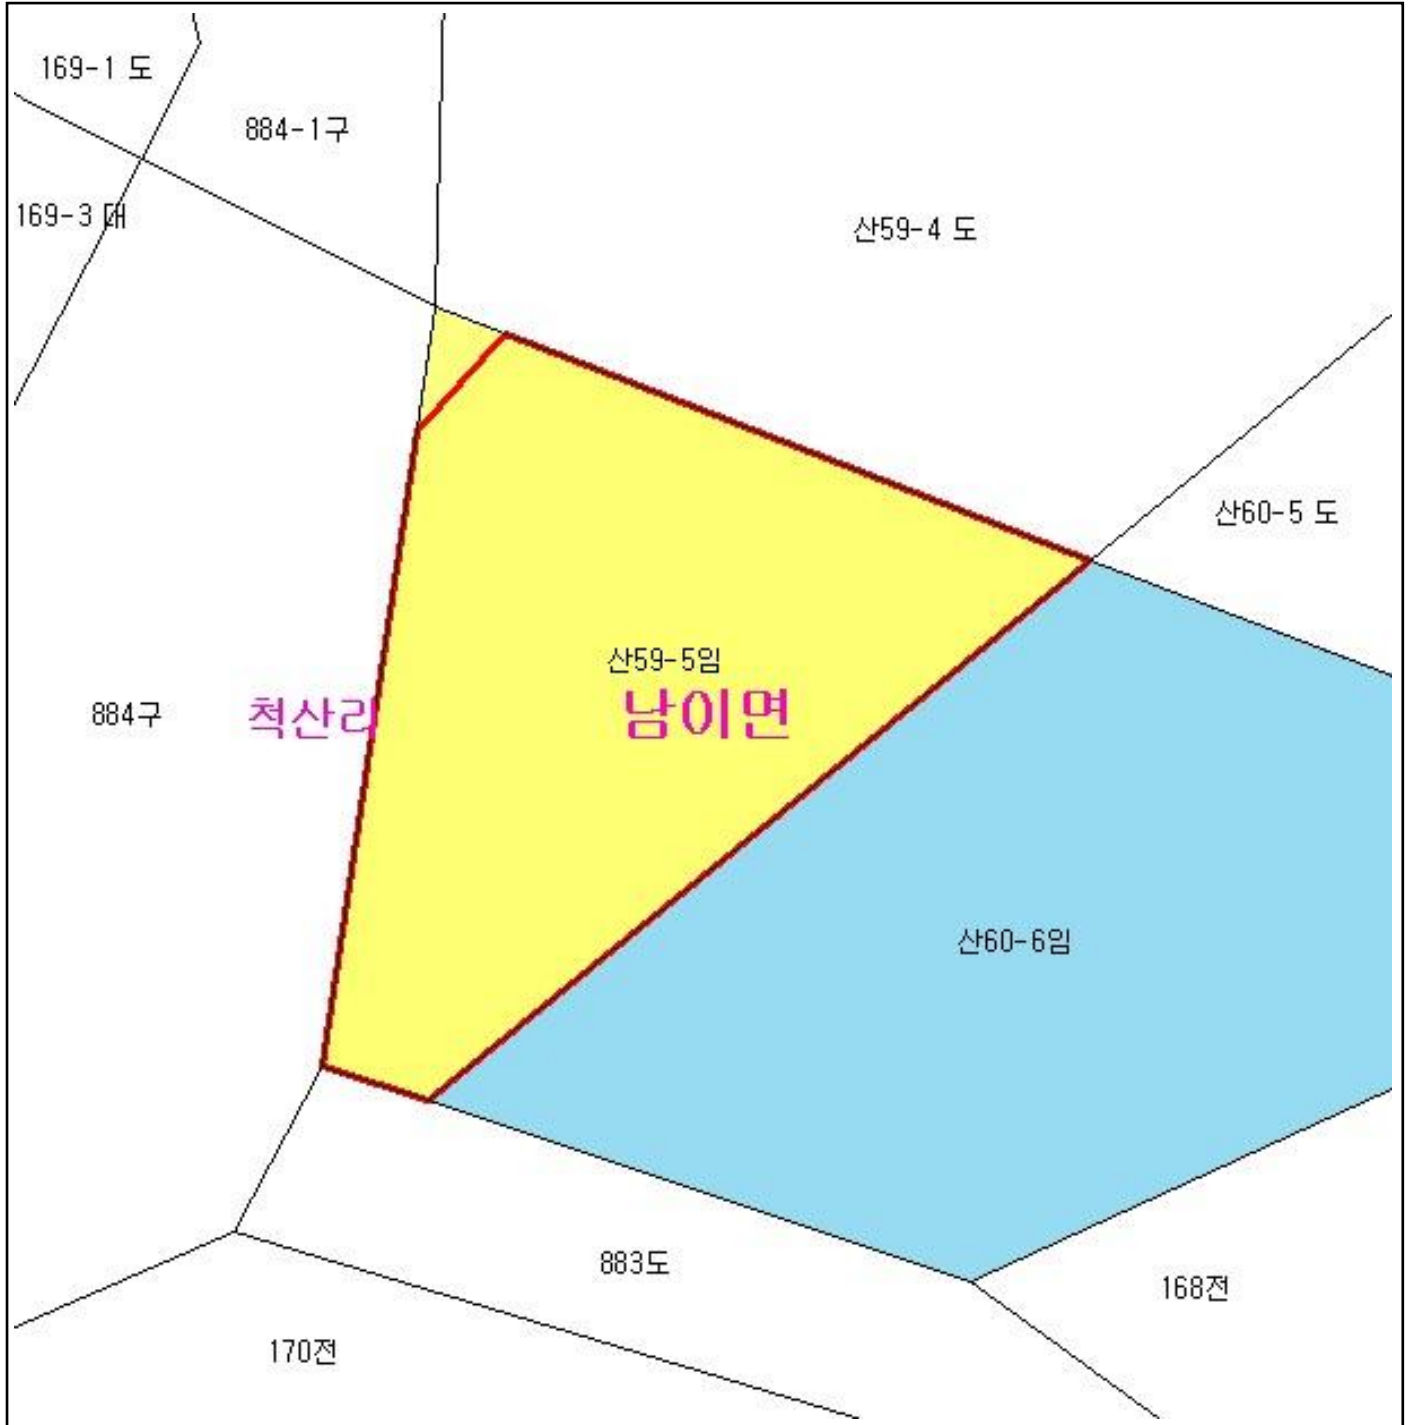 169-1 도
884-1구
169-3 대
산59-4 도
산60-5 도
산59-5임
884구
척산리
남이면
산60-6임
883도
168전
170전